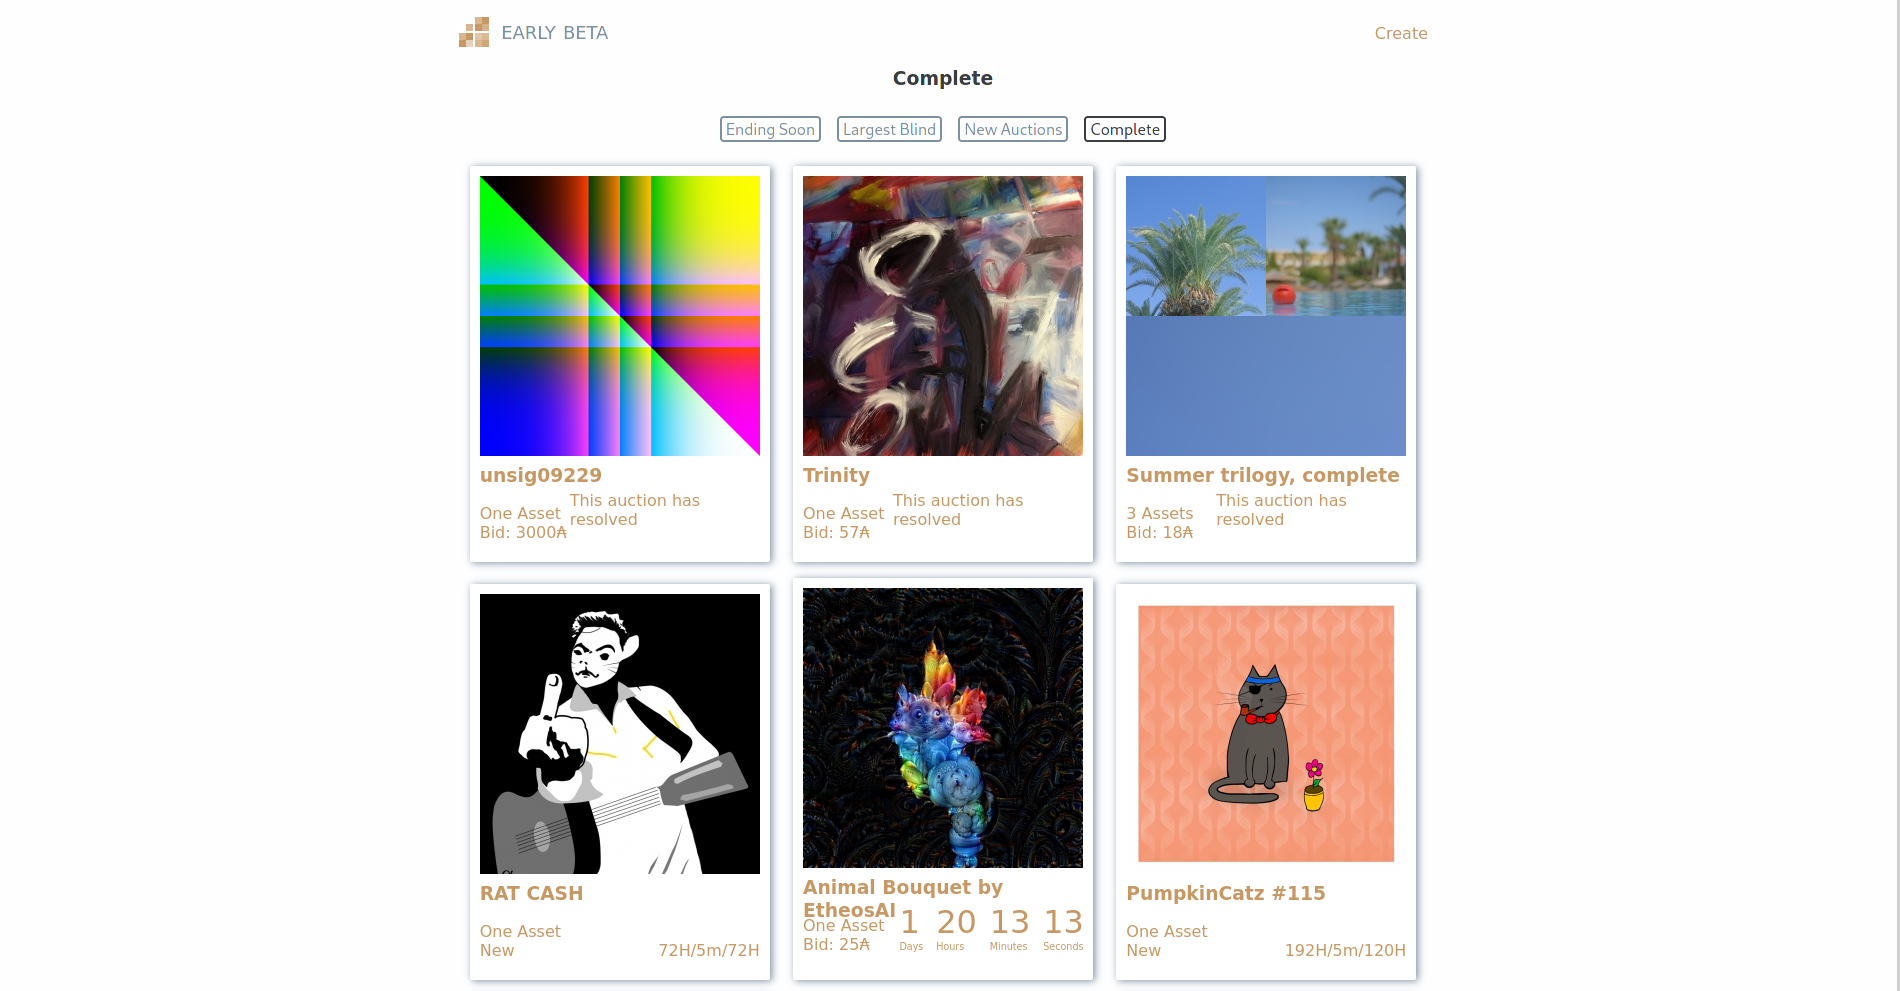 EARLY BETA
Create
Complete
Ending Soon
Largest Blind
New Auctions
Complete
unsig09229
One Asset
Bid: 3000₳
This auction has
resolved
Trinity
One Asset
Bid: 57₳
This auction has
resolved
Summer trilogy, complete
3 Assets
Bid: 18₳
This auction has
resolved
RAT CASH
One Asset
New
72H/5m/72H
Animal Bouquet by
EtheosAI
One Asset
Bid: 25₳
1 20 13 13
Days Hours Minutes Seconds
PumpkinCatz #115
One Asset
New
192H/5m/120H